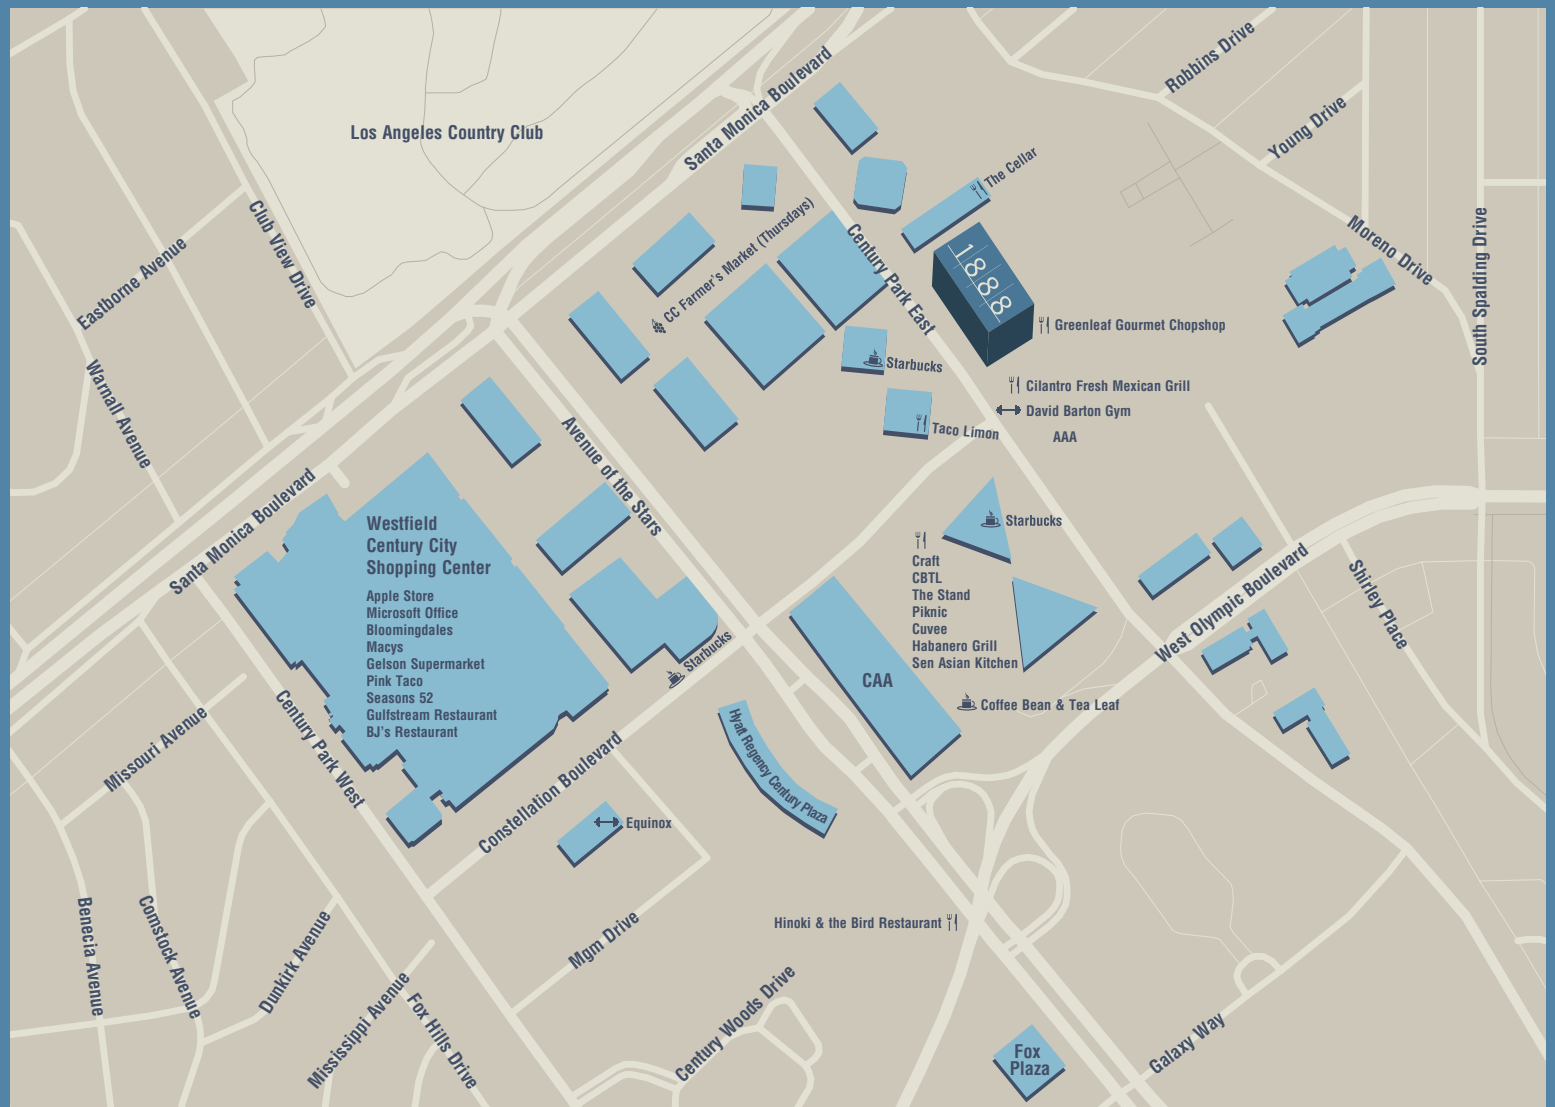 Santa Monica Boulevard
Robbins Drive
Young Drive
Los Angeles Country Club
The Cellar
Club View Drive
Eastborne Avenue
CC Farmer's Market (Thursdays)
Century Park East
1888
Moreno Drive
South Spalding Drive
Greenleaf Gourmet Chopshop
Starbucks
Cilantro Fresh Mexican Grill
David Barton Gym
Taco Limon
AAA
Warnall Avenue
Avenue of the Stars
Santa Monica Boulevard
Westfield
Century City
Shopping Center
Apple Store
Microsoft Office
Bloomingdales
Macys
Gelson Supermarket
Pink Taco
Seasons 52
Gulfstream Restaurant
BJ's Restaurant
Starbucks
Craft
CBTL
The Stand
Piknic
Cuvee
Habanero Grill
Sen Asian Kitchen
West Olympic Boulevard
Shirley Place
Starbucks
CAA
Coffee Bean & Tea Leaf
Missouri Avenue
Century Park West
Hyatt Regency Century Plaza
Constellation Boulevard
Equinox
Benecia Avenue
Comstock Avenue
Dunkirk Avenue
Mgm Drive
Hinoki & the Bird Restaurant
Mississippi Avenue
Fox Hills Drive
Century Woods Drive
Galaxy Way
Fox
Plaza